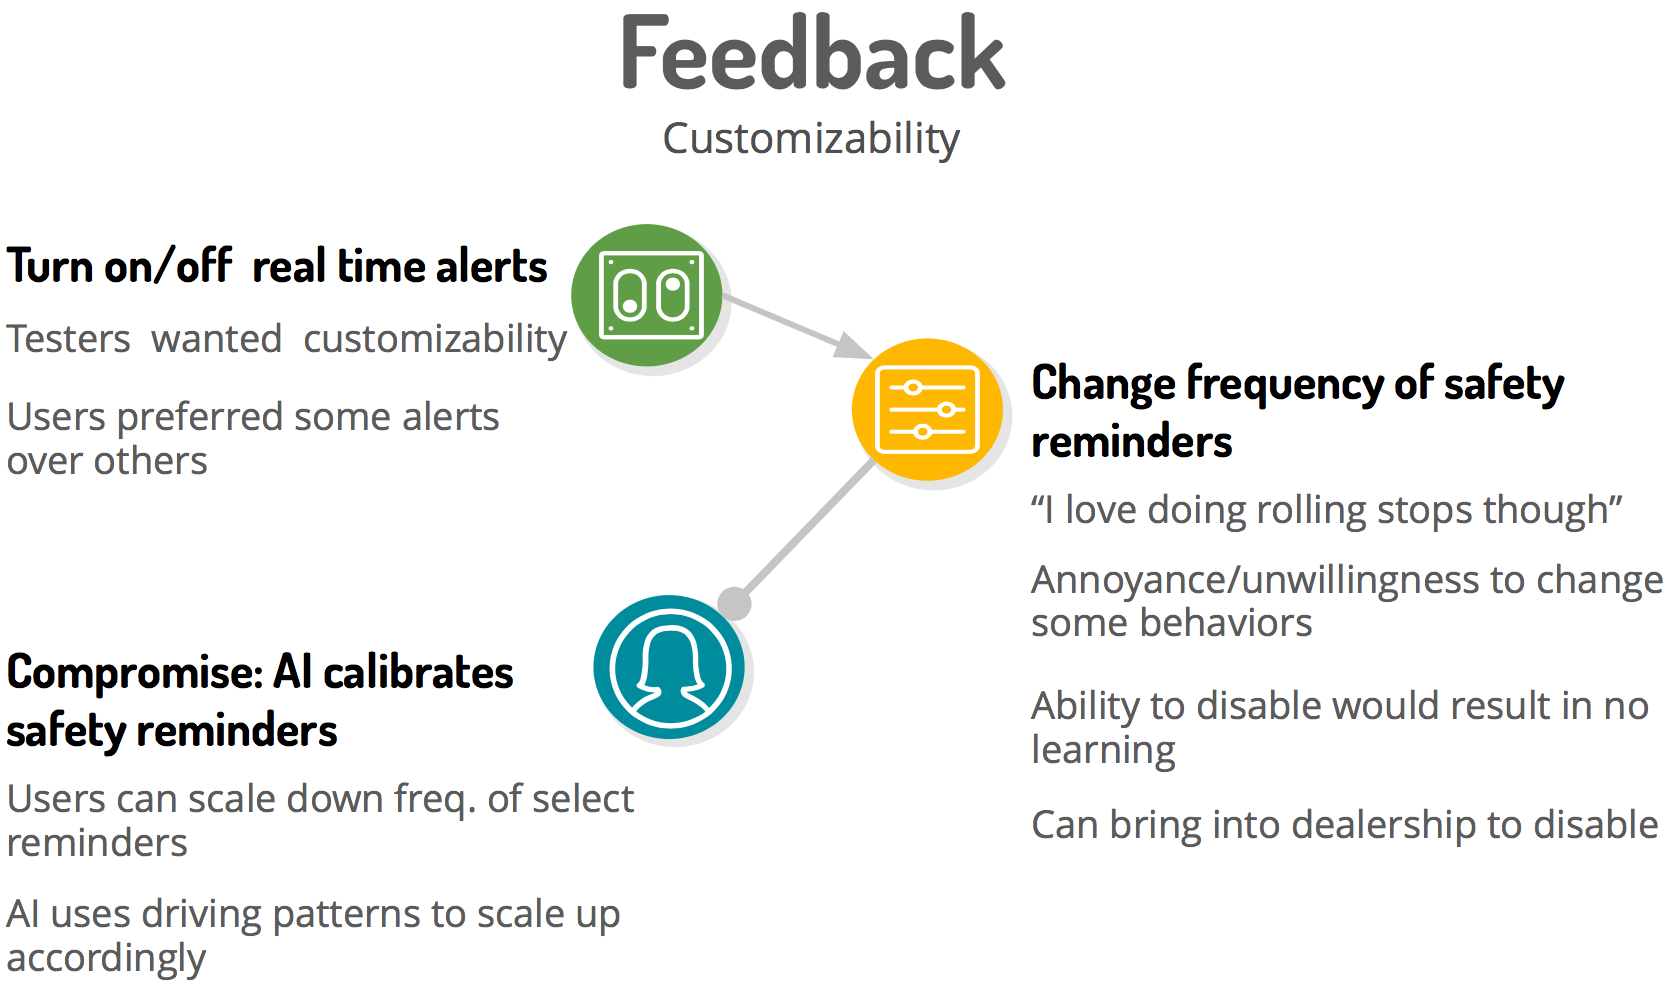 Feedback
Customizability
Turn on/off real time alerts
Testers wanted customizability
Users preferred some alerts
over others
Change frequency of safety
reminders
“I love doing rolling stops though”
Annoyance/unwillingness to change
some behaviors
Ability to disable would result in no
learning
Can bring into dealership to disable
Compromise: AI calibrates
safety reminders
Users can scale down freq. of select
reminders
AI uses driving patterns to scale up
accordingly